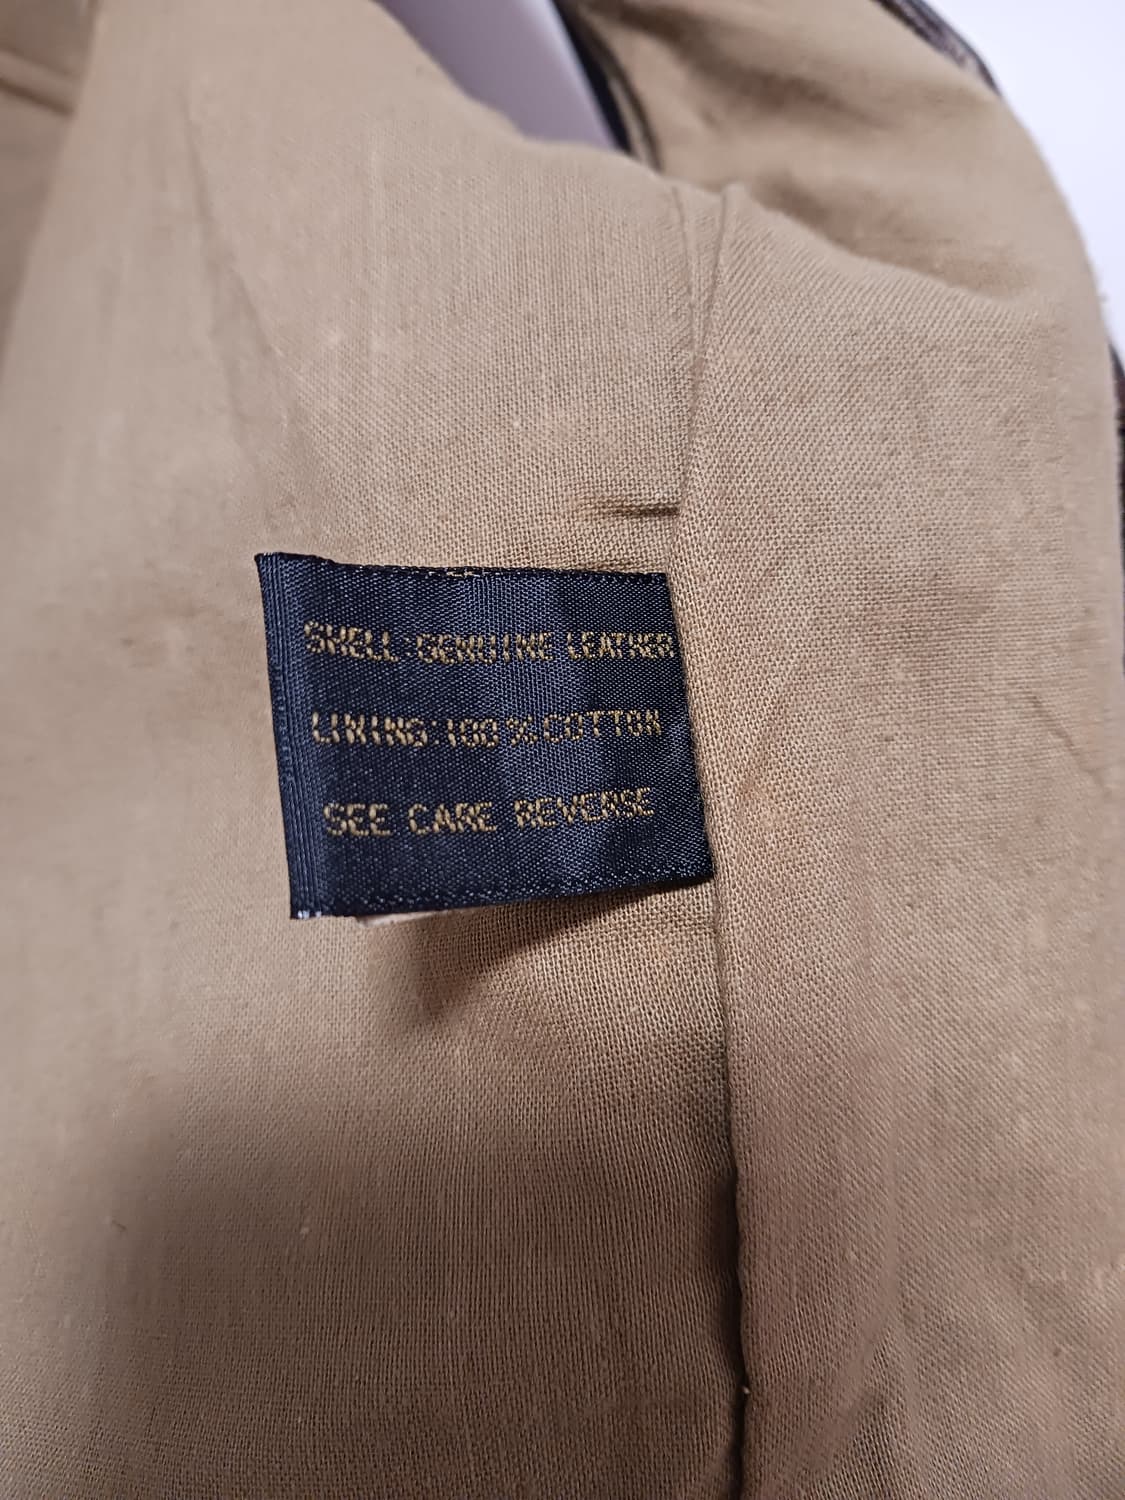 SHELL:GENUINE LEATHER
LINING:100%COTTON
SEE CARE REVERSE